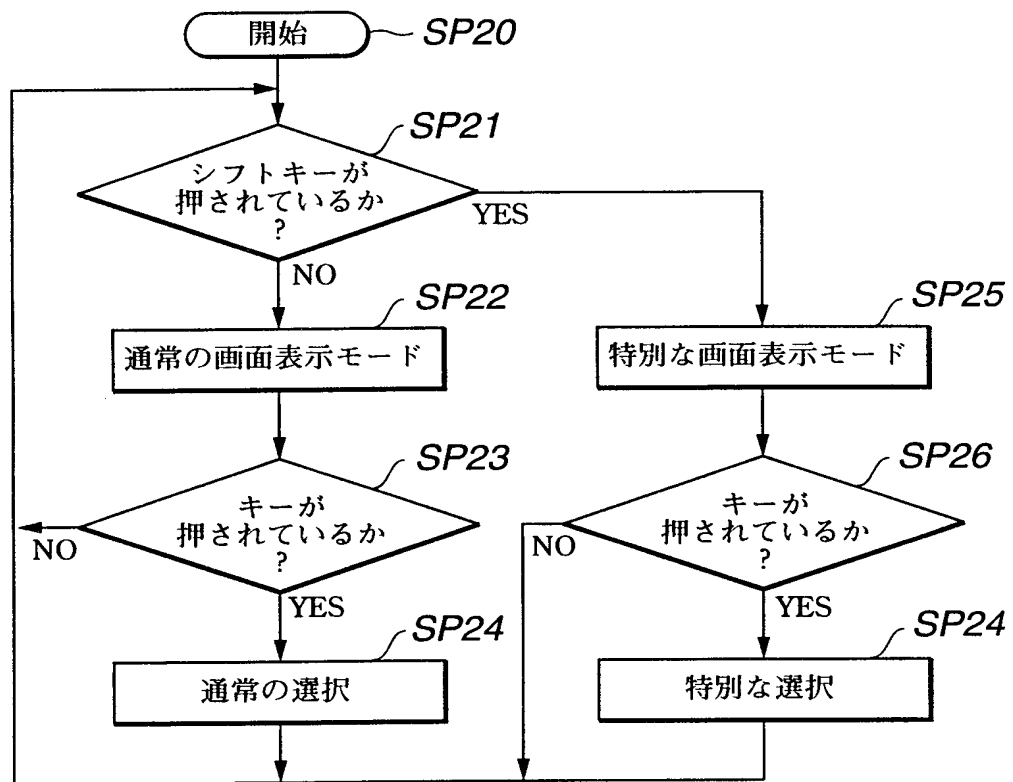 開始
SP20
SP21
シフトキーが
押されているか
?
YES
NO
SP22
通常の画面表示モード
SP25
特別な画面表示モード
SP23
キーが
押されているか
?
NO
YES
SP26
キーが
押されているか
?
NO
YES
SP24
通常の選択
SP24
特別な選択